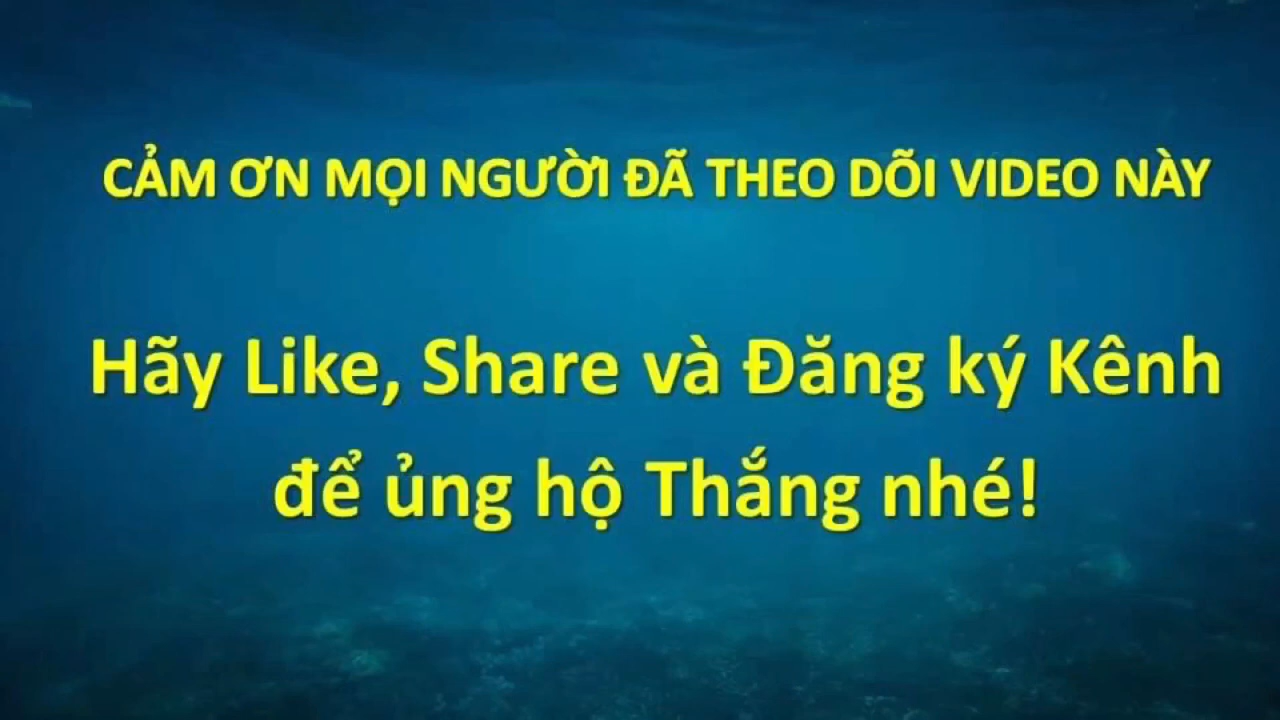 CẢM ƠN MỌI NGƯỜI ĐÃ THEO DÕI VIDEO NÀY
Hãy Like, Share và Đăng ký Kênh
để ủng hộ Thắng nhé!